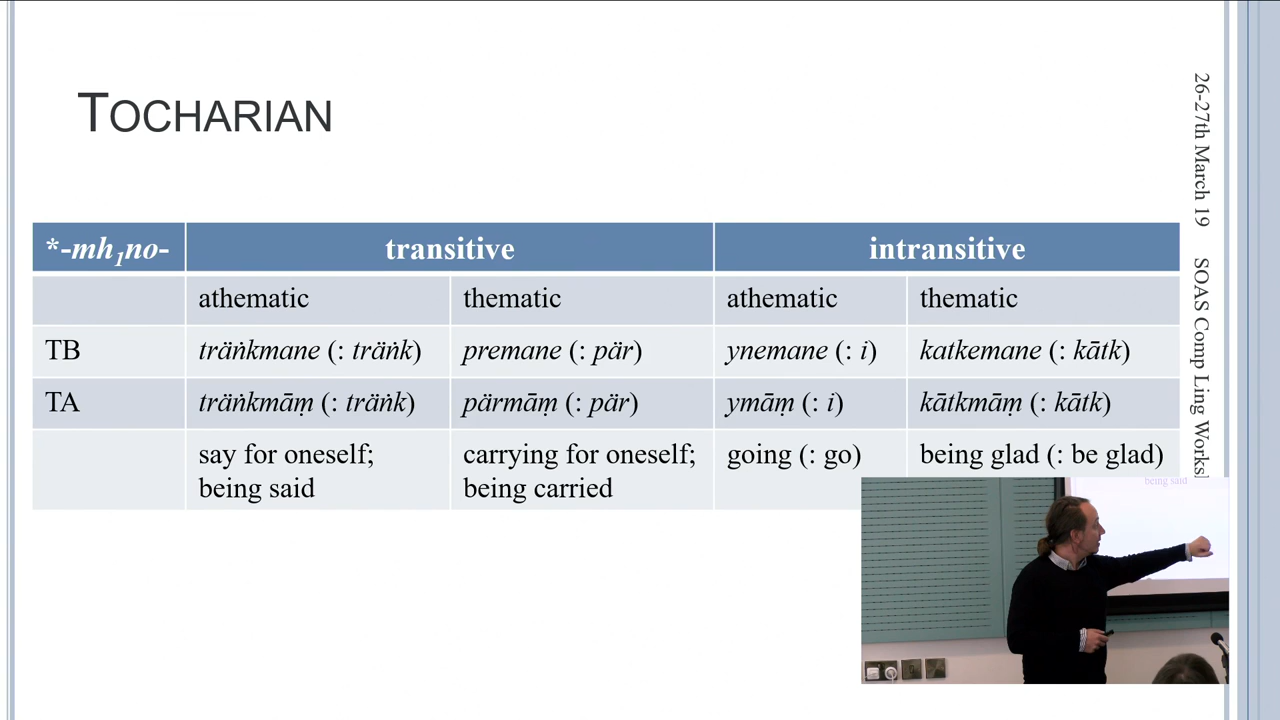 TOCHARIAN
*-mh₁no- transitive intransitive
athematic thematic athematic thematic
TB träṅkmane (: träṅk) premane (: pär) ynemane (: i) katkemane (: kātk)
TA träṅkmāṃ (: träṅk) pärmāṃ (: pär) ymāṃ (: i) kātkmāṃ (: kātk)
say for oneself; carrying for oneself; going (: go) being glad (: be glad)
being said being carried
26-27th March 19 SOAS Comp Ling Works
being said